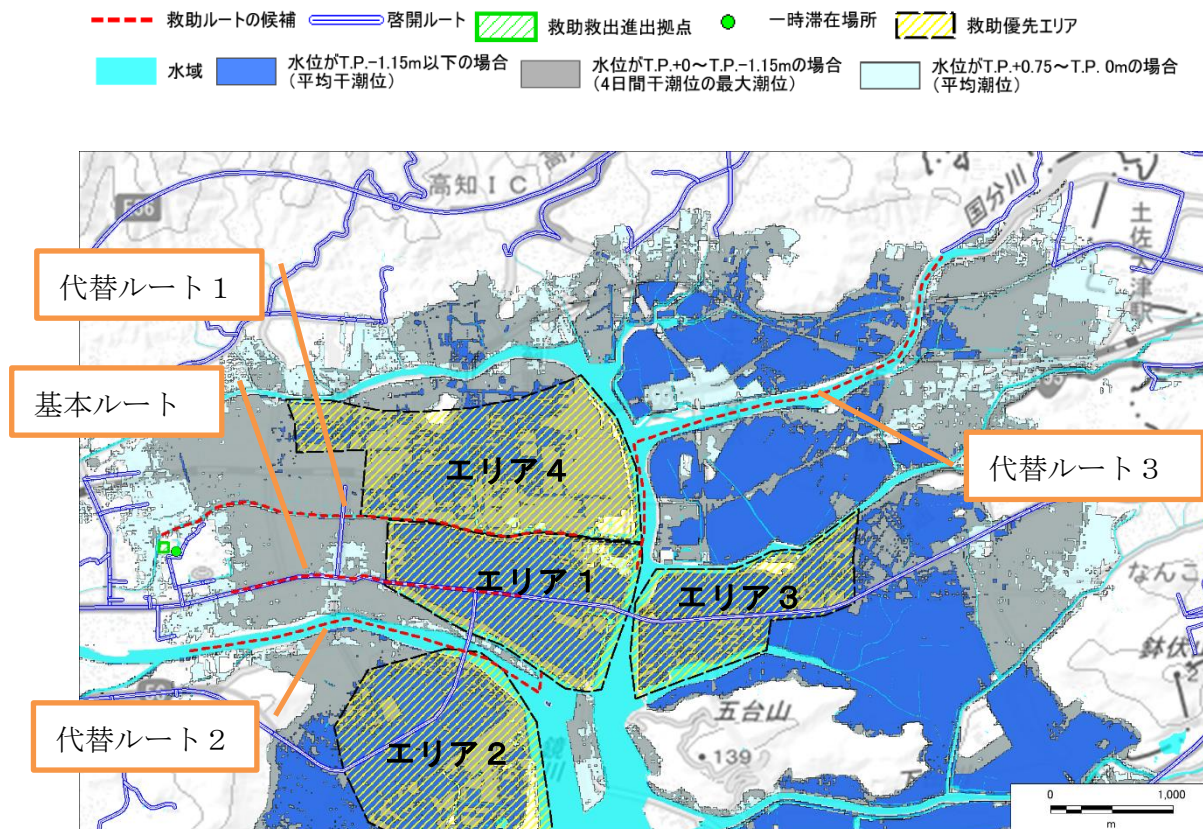 救助ルートの候補 啓開ルート 救助救出進出拠点 一時滞在場所 救助優先エリア
水域
水位がT.P.-1.15m以下の場合
(平均干潮位)
水位がT.P.+0～T.P.-1.15mの場合
(4日間干潮位の最大潮位)
水位がT.P.+0.75～T.P. 0mの場合
(平均潮位)
高知IC
E56
国分川
土佐大津駅
代替ルート1
基本ルート
エリア4
代替ルート3
エリア1
エリア3
なんこ
鉢伏
代替ルート2
エリア2
五台山
・139
0 1,000
m